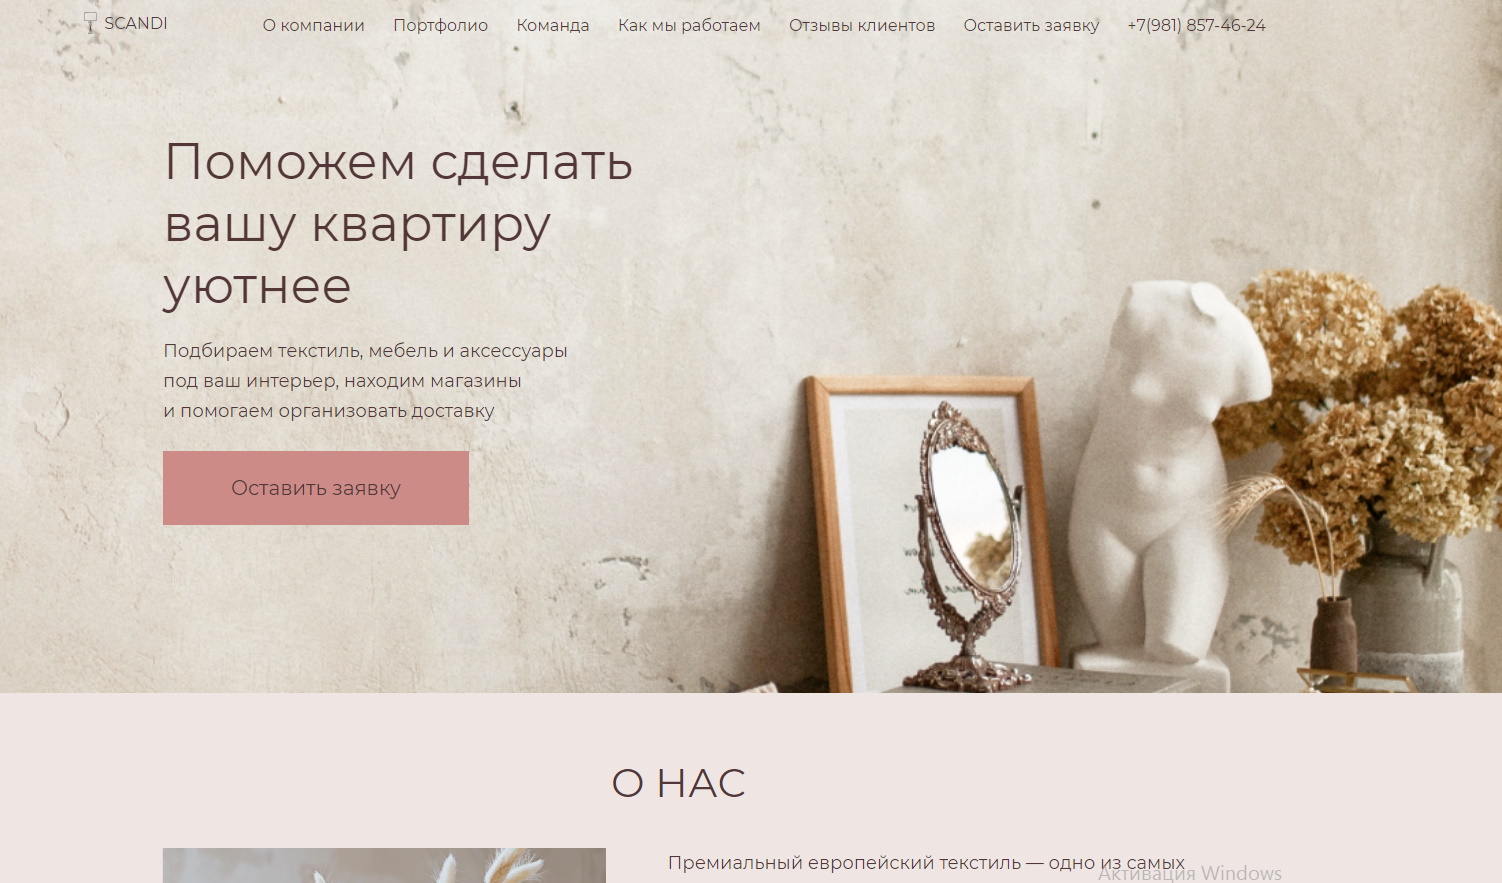 SCANDI
О компании
Портфолио
Команда
Как мы работаем
Отзывы клиентов
Оставить заявку
+7(981) 857-46-24
Поможем сделать
вашу квартиру
уютнее
Подбираем текстиль, мебель и аксессуары
под ваш интерьер, находим магазины
и помогаем организовать доставку
Оставить заявку
О НАС
Премиальный европейский текстиль — одно из самых
Активация Windows